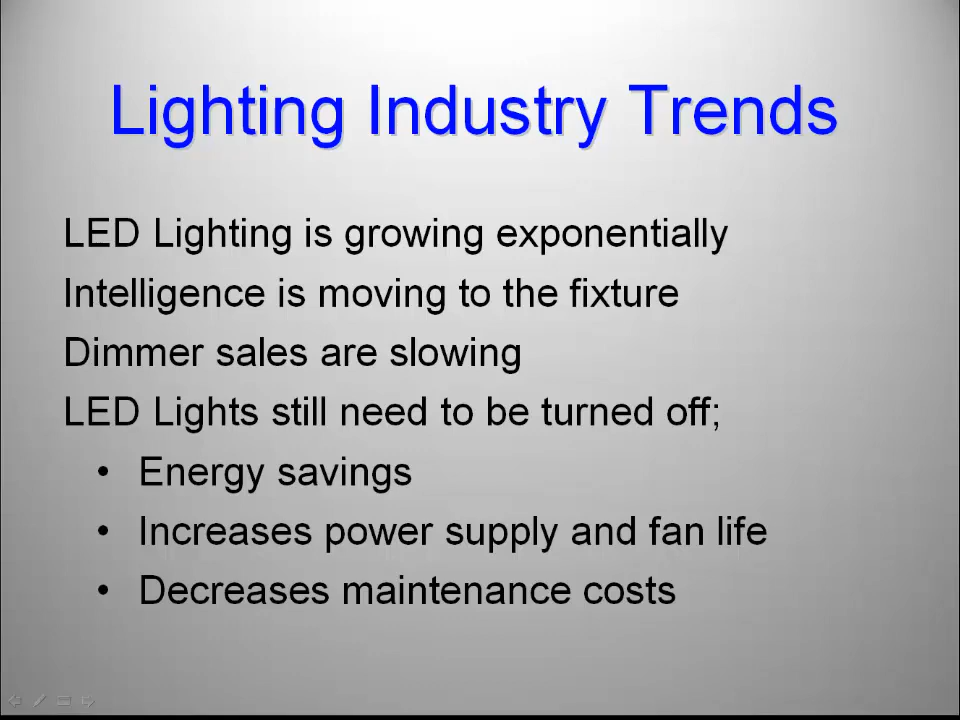 Lighting Industry Trends
LED Lighting is growing exponentially
Intelligence is moving to the fixture
Dimmer sales are slowing
LED Lights still need to be turned off;
• Energy savings
• Increases power supply and fan life
• Decreases maintenance costs